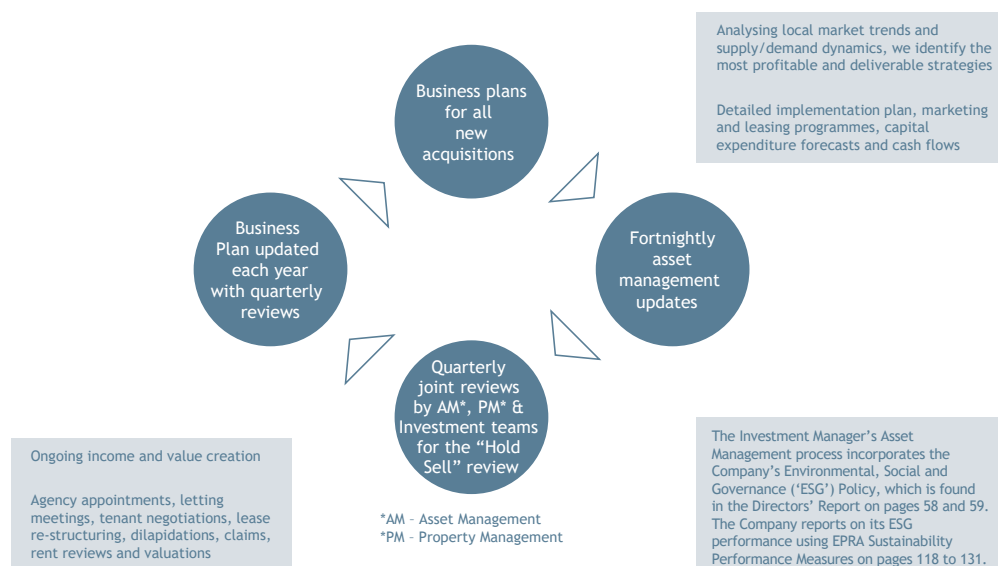 Analysing local market trends and
supply/demand dynamics, we identify the
most profitable and deliverable strategies
Detailed implementation plan, marketing
and leasing programmes, capital
expenditure forecasts and cash flows
Business plans
for all
new
acquisitions
Business
Plan updated
each year
with quarterly
reviews
Fortnightly
asset
management
updates
Quarterly
joint reviews
by AM*, PM* &
Investment teams
for the “Hold
Sell” review
Ongoing income and value creation
Agency appointments, letting
meetings, tenant negotiations, lease
re-structuring, dilapidations, claims,
rent reviews and valuations
*AM – Asset Management
*PM – Property Management
The Investment Manager’s Asset
Management process incorporates the
Company’s Environmental, Social and
Governance (‘ESG’) Policy, which is found
in the Directors’ Report on pages 58 and 59.
The Company reports on its ESG
performance using EPRA Sustainability
Performance Measures on pages 118 to 131.